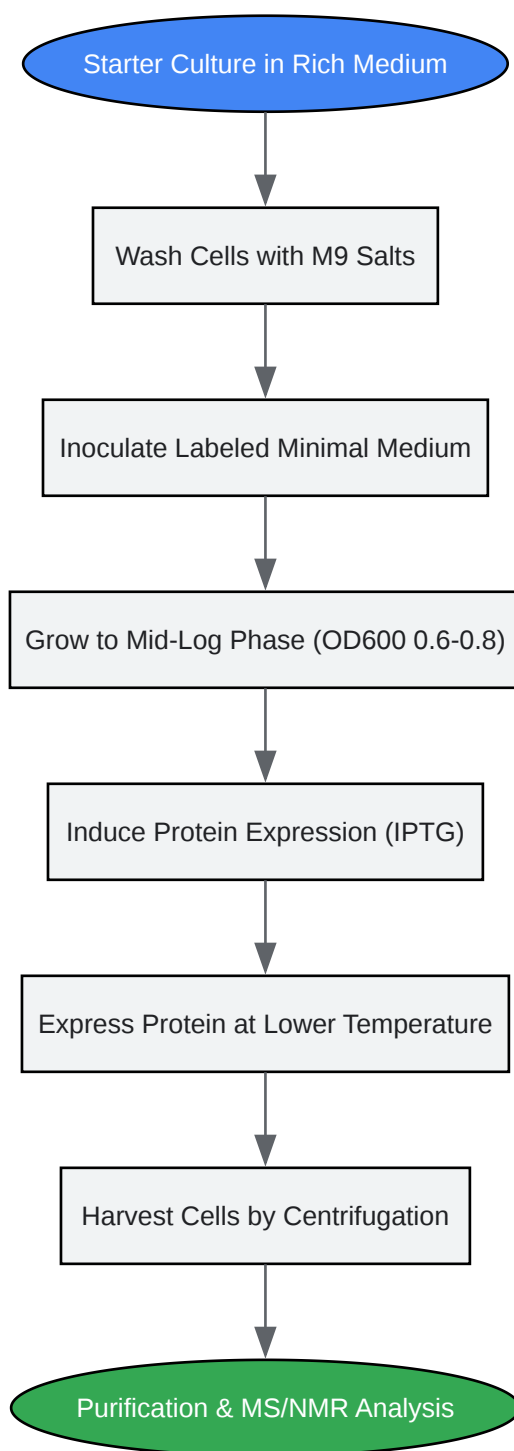 Starter Culture in Rich Medium
Wash Cells with M9 Salts
Inoculate Labeled Minimal Medium
Grow to Mid-Log Phase (OD600 0.6-0.8)
Induce Protein Expression (IPTG)
Express Protein at Lower Temperature
Harvest Cells by Centrifugation
Purification & MS/NMR Analysis